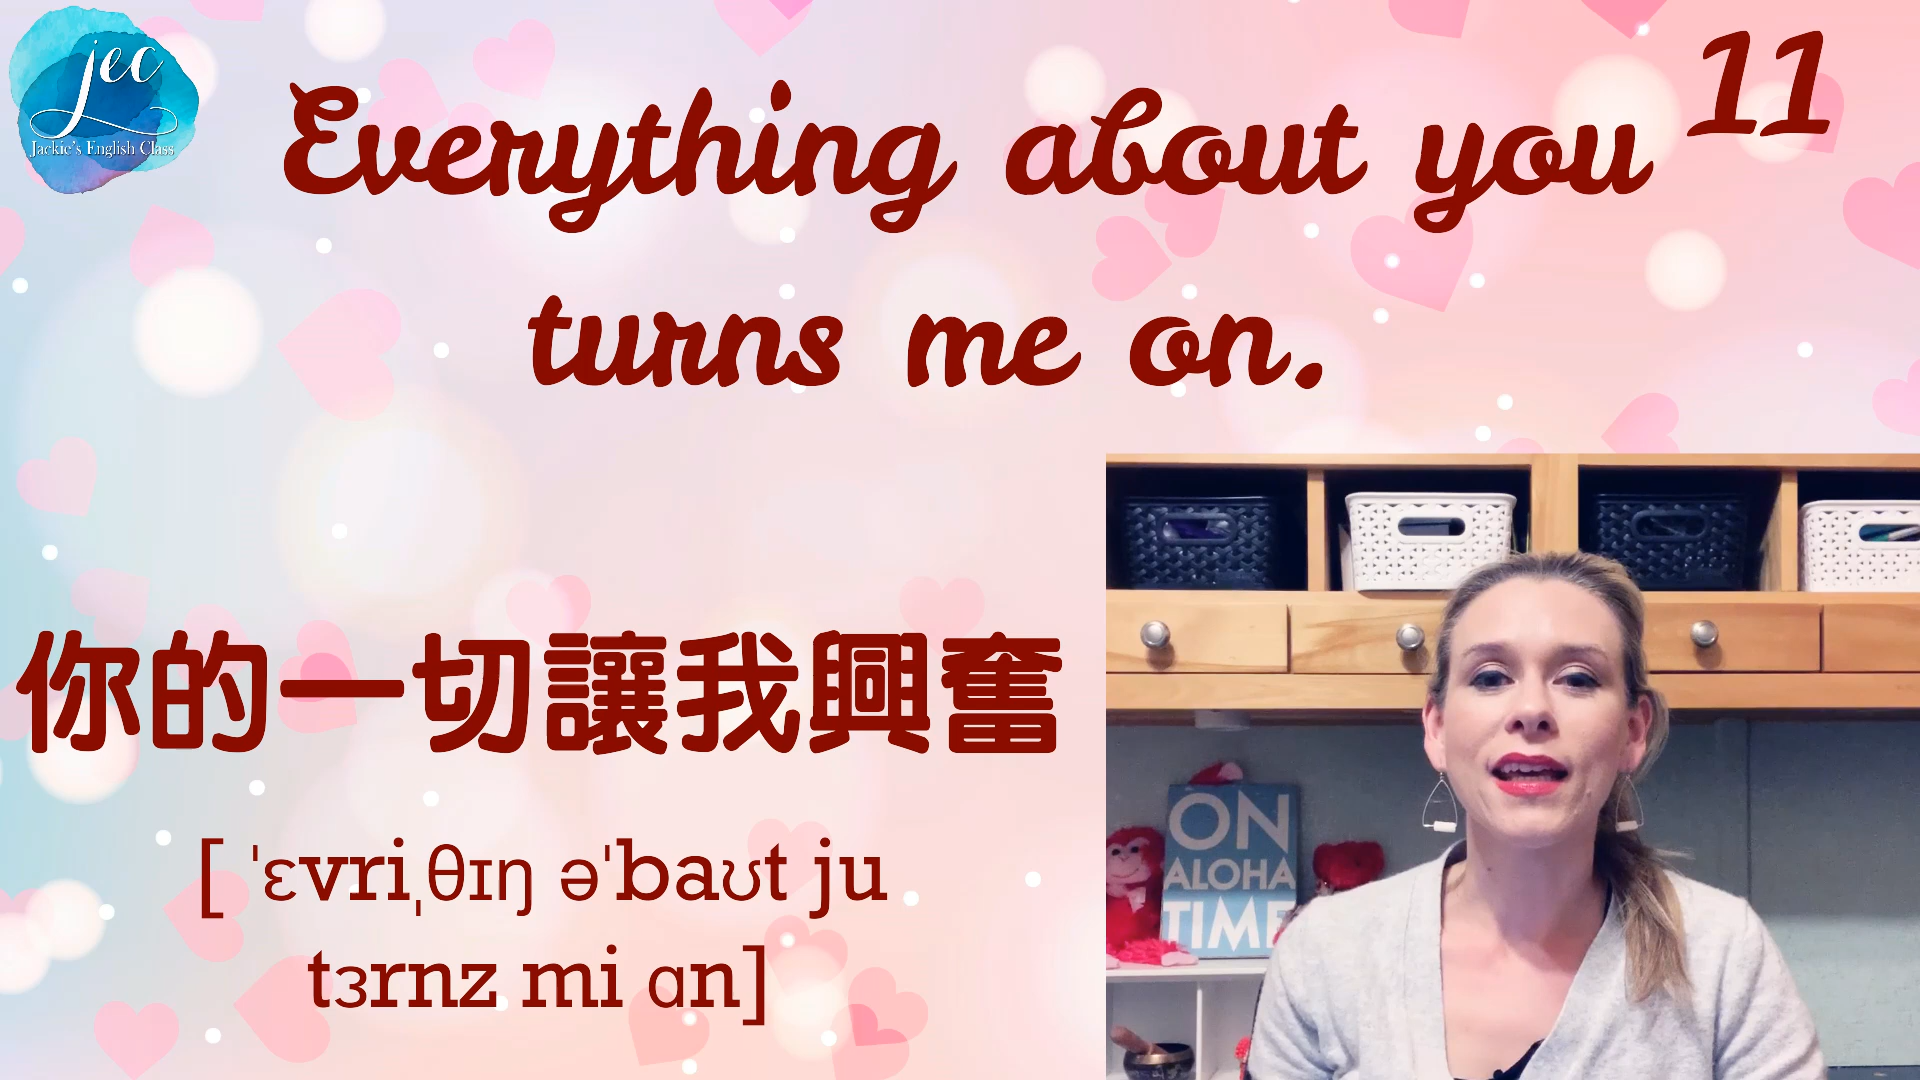 jec
Jackie's English Class
11
Everything about you
turns me on.
你的一切讓我興奮
[ ˈɛvriˌθɪŋ əˈbaʊt ju
tɜrnz mi ɑn]
ON
ALOHA
TIME